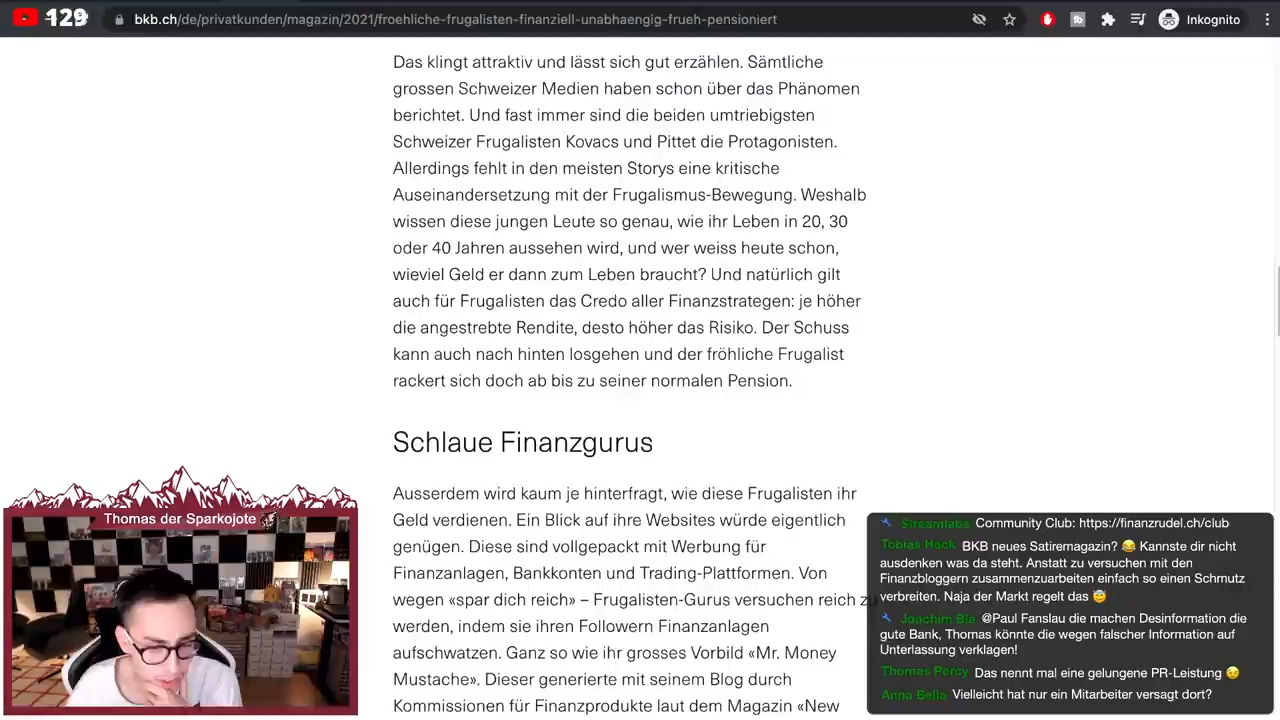 129
bkb.ch/de/privatkunden/magazin/2021/froehliche-frugalisten-finanziell-unabhaengig-frueh-pensioniert
Inkognito
Das klingt attraktiv und lässt sich gut erzählen. Sämtliche
grossen Schweizer Medien haben schon über das Phänomen
berichtet. Und fast immer sind die beiden umtriebigsten
Schweizer Frugalisten Kovacs und Pittet die Protagonisten.
Allerdings fehlt in den meisten Storys eine kritische
Auseinandersetzung mit der Frugalismus-Bewegung. Weshalb
wissen diese jungen Leute so genau, wie ihr Leben in 20, 30
oder 40 Jahren aussehen wird, und wer weiss heute schon,
wieviel Geld er dann zum Leben braucht? Und natürlich gilt
auch für Frugalisten das Credo aller Finanzstrategen: je höher
die angestrebte Rendite, desto höher das Risiko. Der Schuss
kann auch nach hinten losgehen und der fröhliche Frugalist
rackert sich doch ab bis zu seiner normalen Pension.
Schlaue Finanzgurus
Ausserdem wird kaum je hinterfragt, wie diese Frugalisten ihr
Geld verdienen. Ein Blick auf ihre Websites würde eigentlich
genügen. Diese sind vollgepackt mit Werbung für
Finanzanlagen, Bankkonten und Trading-Plattformen. Von
wegen «spar dich reich» – Frugalisten-Gurus versuchen reich zu
werden, indem sie ihren Followern Finanzanlagen
aufschwatzen. Ganz so wie ihr grosses Vorbild «Mr. Money
Mustache». Dieser generierte mit seinem Blog durch
Kommissionen für Finanzprodukte laut dem Magazin «New
Thomas der Sparkojote
Streamlabs Community Club: https://finanzrudel.ch/club
Tobias Hack BKB neues Satiremagazin? 😂 Kannste dir nicht
ausdenken was da steht. Anstatt zu versuchen mit den
Finanzbloggern zusammenzuarbeiten einfach so einen Schmutz
verbreiten. Naja der Markt regelt das 😇
Joachim Bla @Paul Fanslau die machen Desinformation die
gute Bank, Thomas könnte die wegen falscher Information auf
Unterlassung verklagen!
Thomas Percy Das nennt mal eine gelungene PR-Leistung 😉
Anna Bella Vielleicht hat nur ein Mitarbeiter versagt dort?